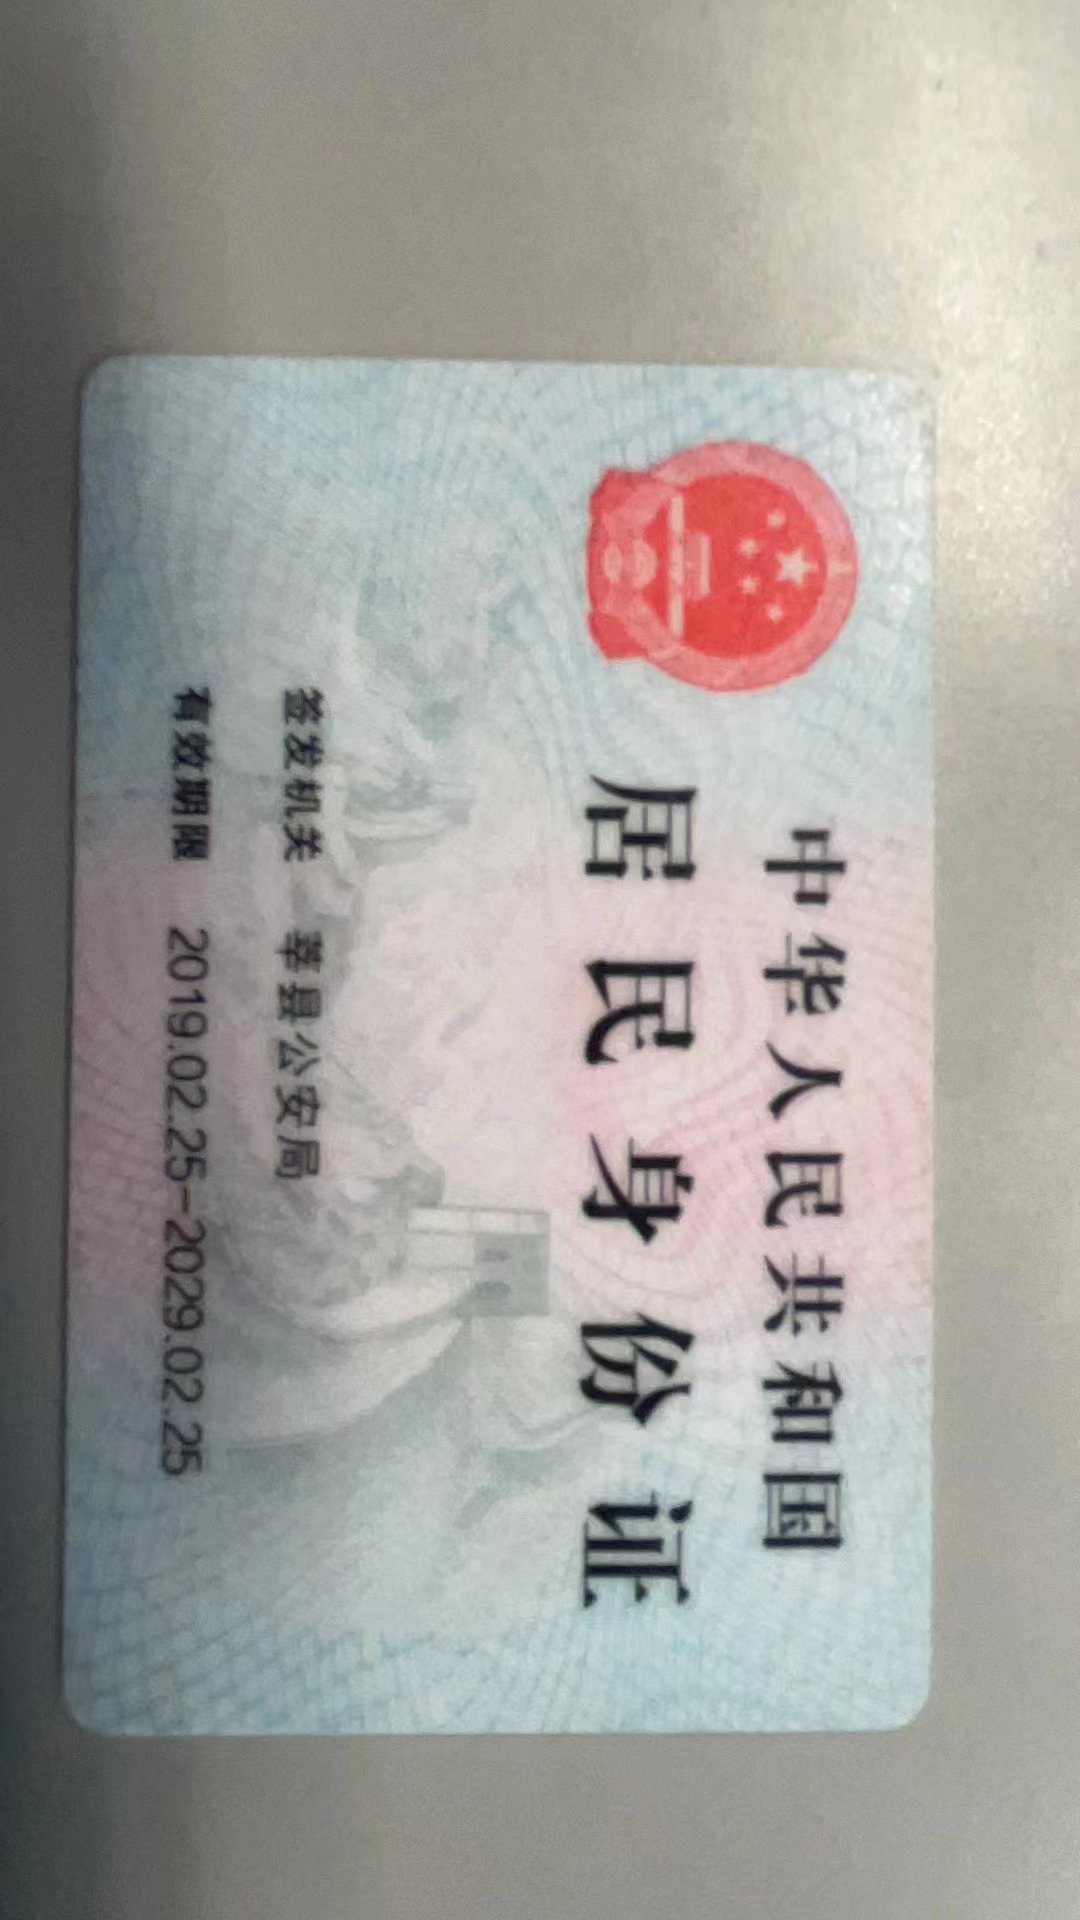 中华人民共和国
居民身份证
签发机关 莘县公安局
有效期限 2019.02.25-2029.02.25